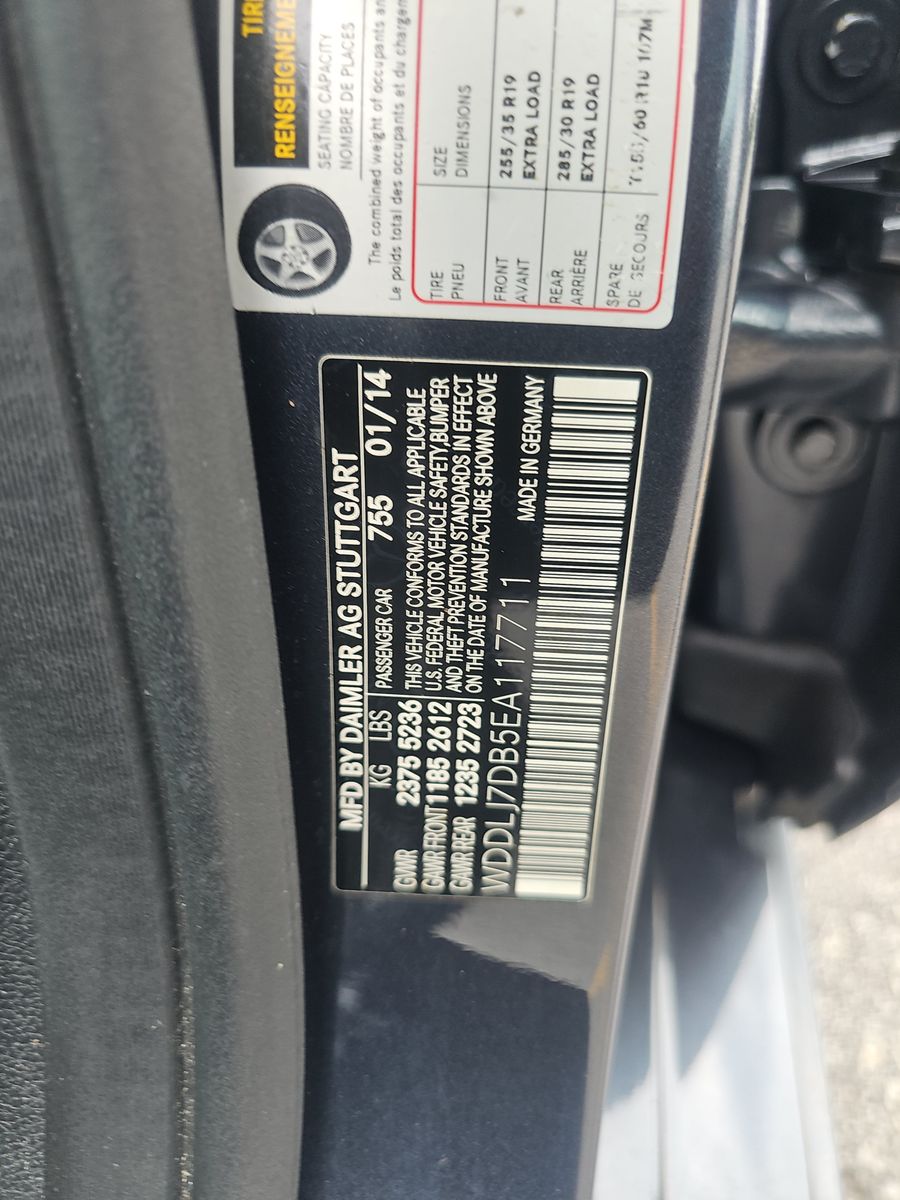 TIRE
RENSEIGNEME
SEATING CAPACITY
NOMBRE DE PLACES
The combined weight of occupants an
Le poids total des occupants et du chargem
TIRE SIZE
PNEU DIMENSIONS
FRONT 255/35 R19
AVANT EXTRA LOAD
REAR 285/30 R19
ARRIÈRE EXTRA LOAD
SPARE
DE SECOURS
MFD BY DAIMLER AG STUTTGART
KG LBS PASSENGER CAR 755 01/14
GVWR 2375 5236 THIS VEHICLE CONFORMS TO ALL APPLICABLE
GAWR FRONT 1185 2612 U.S. FEDERAL MOTOR VEHICLE SAFETY,BUMPER
GAWR REAR 1235 2723 AND THEFT PREVENTION STANDARDS IN EFFECT
ON THE DATE OF MANUFACTURE SHOWN ABOVE
WDDLJ7DB5EA117711 MADE IN GERMANY